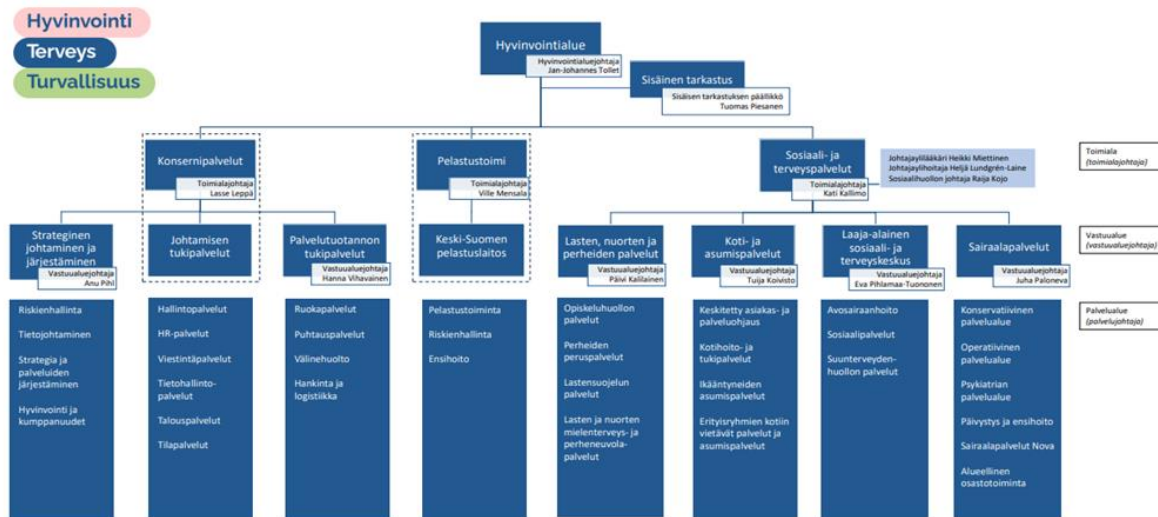 Hyvinvointi
Terveys
Turvallisuus
Hyvinvointialue
Hyvinvointialuejohtaja
Jan-Johannes Tollet
Sisäinen tarkastus
Sisäisen tarkastuksen päällikkö
Tuomas Piesanen
Konsernipalvelut
Toimialajohtaja
Lasse Leppä
Pelastustoimi
Toimialajohtaja
Ville Mensala
Sosiaali- ja
terveyspalvelut
Toimialajohtaja
Kati Kallimo
Johtajaylilääkäri Heikki Miettinen
Johtajaylihoitaja Heljä Lundgrén-Laine
Sosiaalihuollon johtaja Raija Kojo
Toimiala
(toimialajohtaja)
Strateginen
johtaminen ja
järjestäminen
Vastuualuejohtaja
Anu Pihl
Johtamisen
tukipalvelut
Palvelutuotannon
tukipalvelut
Vastuualuejohtaja
Hanna Vihavainen
Keski-Suomen
pelastuslaitos
Lasten, nuorten ja
perheiden palvelut
Vastuualuejohtaja
Päivi Kalilainen
Koti- ja
asumispalvelut
Vastuualuejohtaja
Tuija Koivisto
Laaja-alainen
sosiaali- ja
terveyskeskus
Vastuualuejohtaja
Eva Pihlamaa-Tuononen
Sairaalapalvelut
Vastuualuejohtaja
Juha Paloneva
Vastuualue
(vastuualuejohtaja)
Riskienhallinta
Tietojohtaminen
Strategia ja
palveluiden
järjestäminen
Hyvinvointi ja
kumppanuudet
Hallintopalvelut
HR-palvelut
Viestintäpalvelut
Tietohallinto-
palvelut
Talouspalvelut
Tilapalvelut
Ruokapalvelut
Puhtauspalvelut
Välinehuolto
Hankinta ja
logistiikka
Pelastustoiminta
Riskienhallinta
Ensihoito
Opiskeluhuollon
palvelut
Perheiden
peruspalvelut
Lastensuojelun
palvelut
Lasten ja nuorten
mielenterveys- ja
perheneuvola-
palvelut
Keskitetty asiakas- ja
palveluohjaus
Kotihoito- ja
tukipalvelut
Ikääntyneiden
asumispalvelut
Erityisryhmien kotiin
vietävät palvelut ja
asumispalvelut
Avosairaanhoito
Sosiaalipalvelut
Suunterveyden-
huollon palvelut
Konservatiivinen
palvelualue
Operatiivinen
palvelualue
Psykiatrian
palvelualue
Päivystys ja ensihoito
Sairaalapalvelut Nova
Alueellinen
osastotoiminta
Palvelualue
(palvelujohtaja)